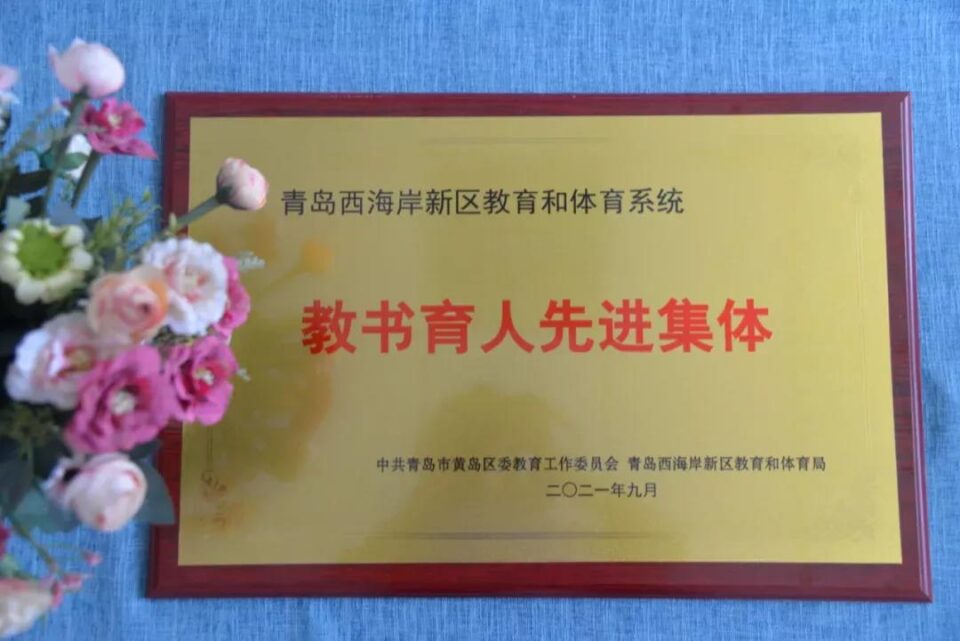 青岛西海岸新区教育和体育系统
教书育人先进集体
中共青岛市黄岛区委教育工作委员会 青岛西海岸新区教育和体育局
二〇二一年九月